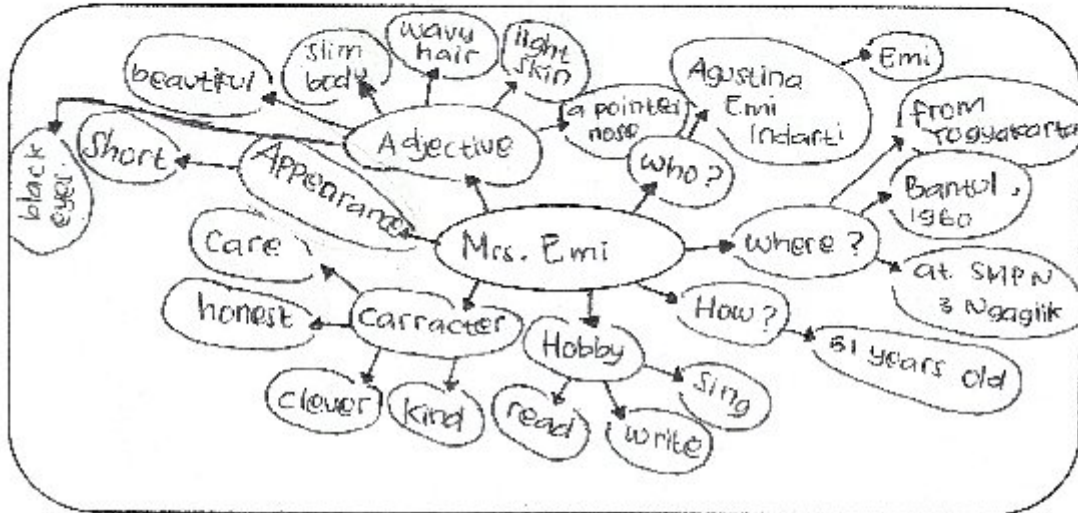 beautiful
slim
body
wavy
hair
light
skin
a pointer
nose
Agustina
Emi
Indarti
Emi
from
Yogyakarta
black
eyes
Short
Appearance
Adjective
Who?
Bantul,
1960
Mrs. Emi
Where?
at SMPN
3 Ngaglik
Care
honest
Carracter
clever
kind
Hobby
read
write
Sing
How?
51 years old